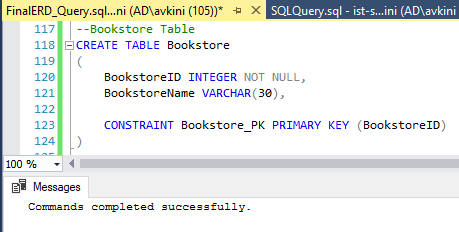 FinalERD_Query.sql...ni (AD\avkini (105))* SQLQuery.sql - ist-s...ini (AD\avkini
117 --Bookstore Table
118 CREATE TABLE Bookstore
119 (
120 BookstoreID INTEGER NOT NULL,
121 BookstoreName VARCHAR(30),
122
123 CONSTRAINT Bookstore_PK PRIMARY KEY (BookstoreID)
124 )
100 %
Messages
Commands completed successfully.